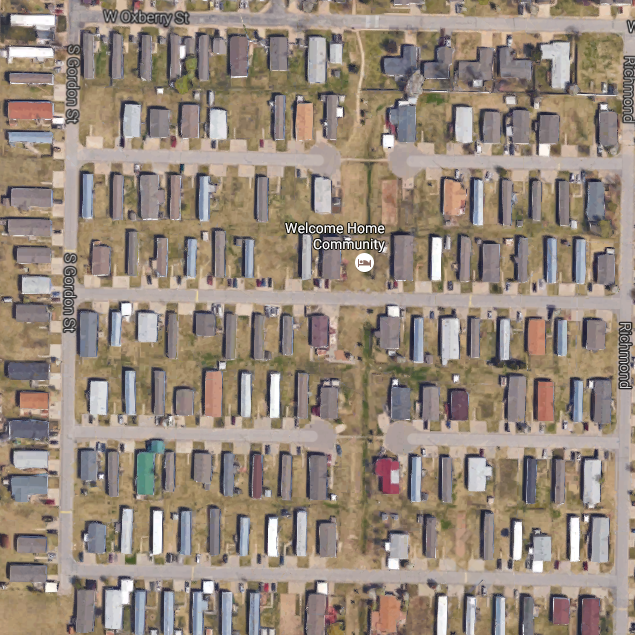 W Oxberry St
S Gordon St
Richmond
Welcome Home
Community
S Gordon St
Richmond